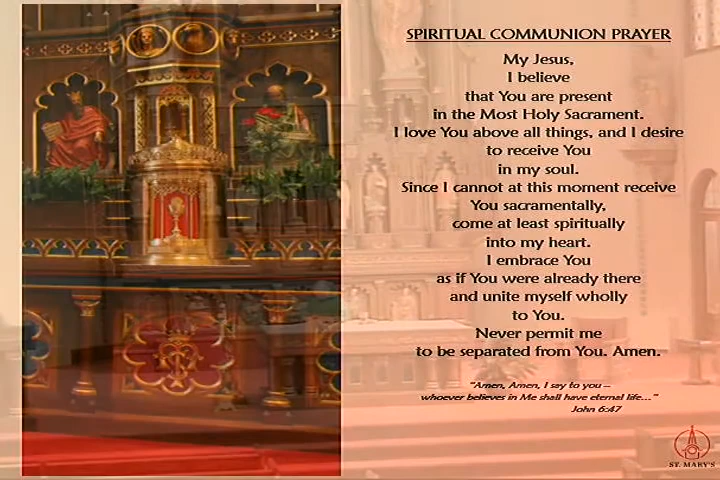 SPIRITUAL COMMUNION PRAYER
My Jesus,
I believe
that You are present
in the Most Holy Sacrament.
I love You above all things, and I desire
to receive You
in my soul.
Since I cannot at this moment receive
You sacramentally,
come at least spiritually
into my heart.
I embrace You
as if You were already there
and unite myself wholly
to You.
Never permit me
to be separated from You. Amen.
"Amen, Amen, I say to you –
whoever believes in Me shall have eternal life..."
John 6:47
ST. MARY'S